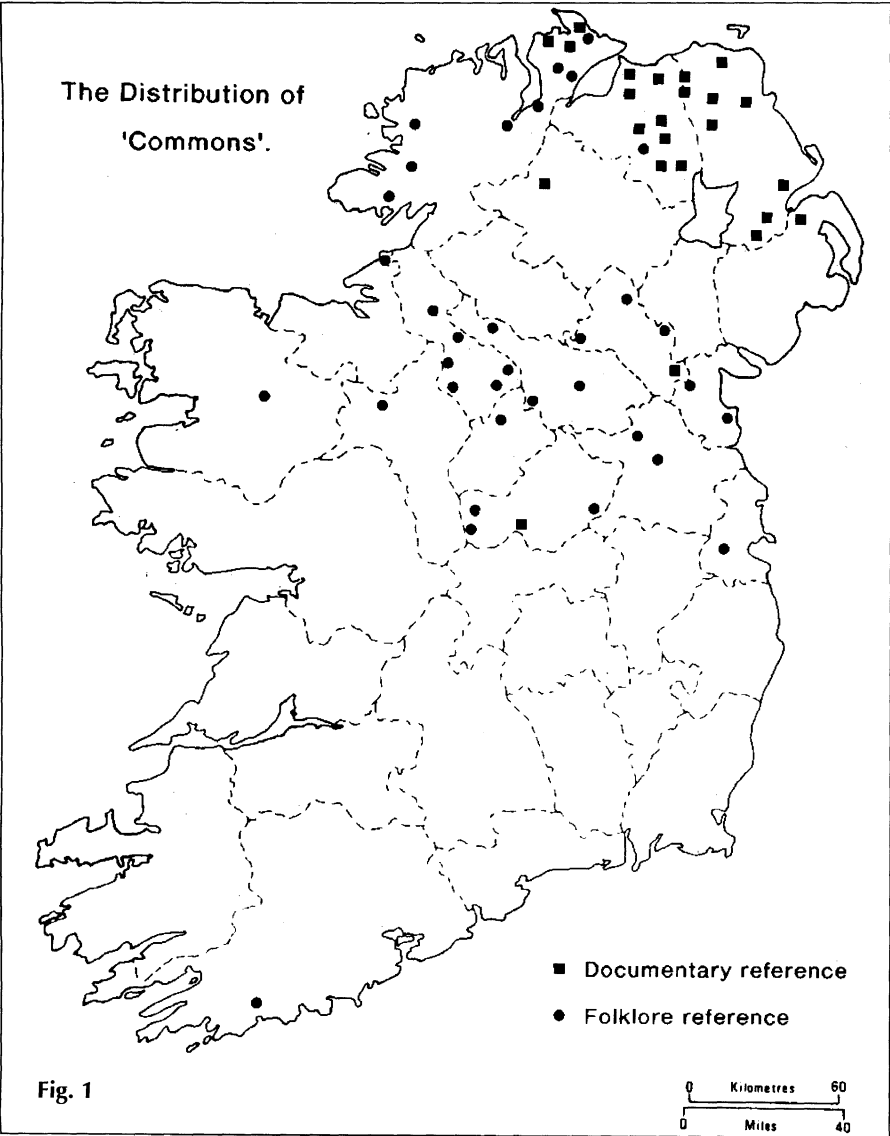 The Distribution of
'Commons'.
Documentary reference
Folklore reference
Fig. 1
0 Kilometres 60
0 Miles 40